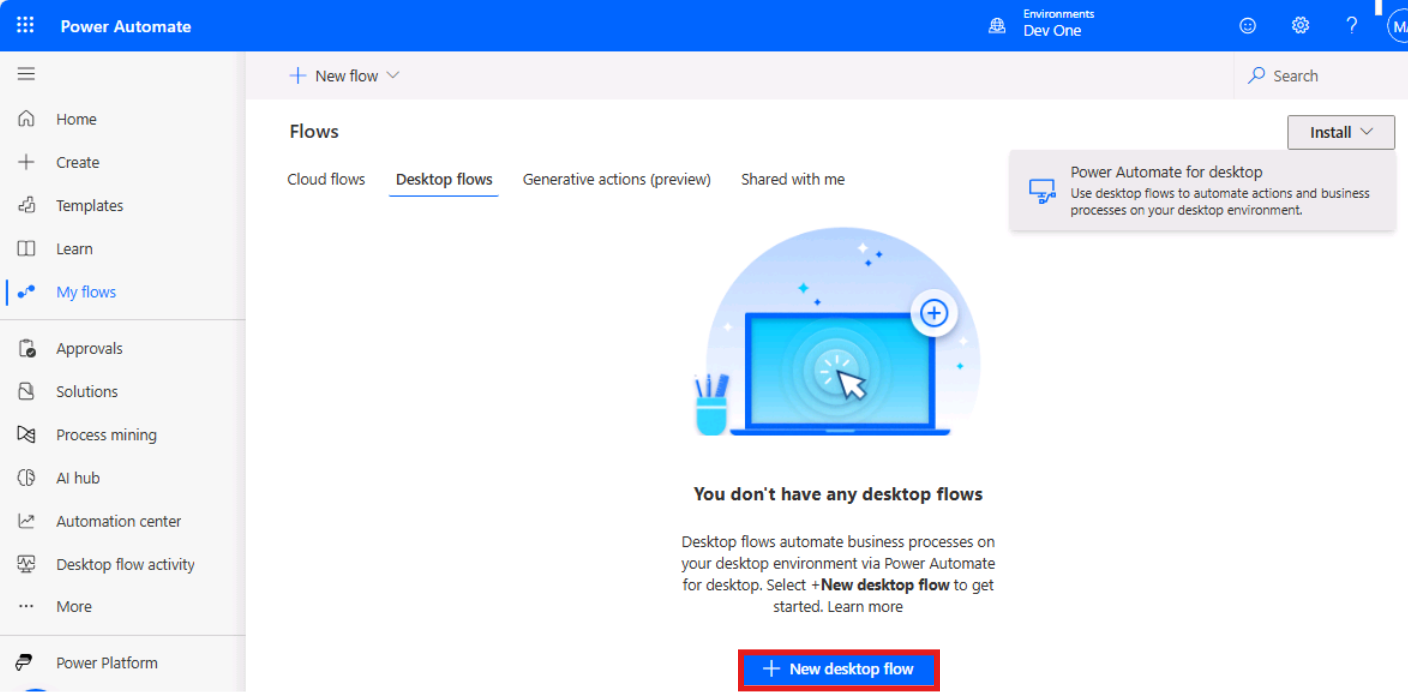 Power Automate
Environments
Dev One
?
MA
New flow
Search
Home
Create
Templates
Learn
My flows
Approvals
Solutions
Process mining
AI hub
Automation center
Desktop flow activity
More
Power Platform
Flows
Install
Cloud flows
Desktop flows
Generative actions (preview)
Shared with me
Power Automate for desktop
Use desktop flows to automate actions and business
processes on your desktop environment.
You don't have any desktop flows
Desktop flows automate business processes on
your desktop environment via Power Automate
for desktop. Select +New desktop flow to get
started. Learn more
New desktop flow